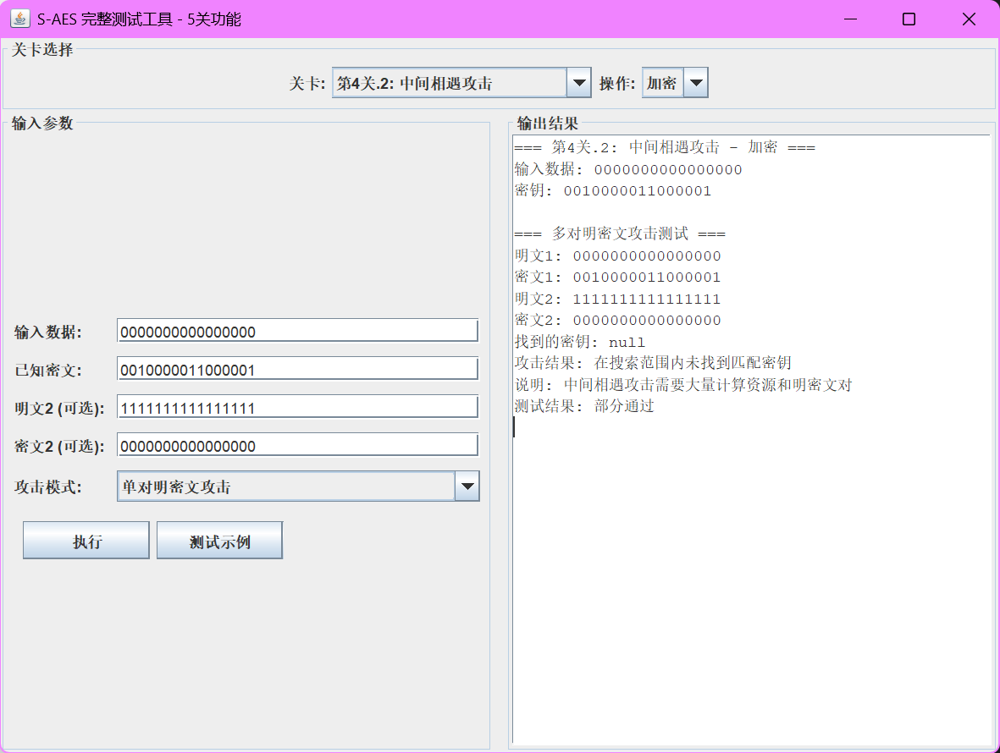 S-AES 完整测试工具 - 5关功能
关卡选择
关卡: 第4关.2: 中间相遇攻击 操作: 加密
输入参数
输入数据: 0000000000000000
已知密文: 0010000011000001
明文2 (可选): 1111111111111111
密文2 (可选): 0000000000000000
攻击模式: 单对明密文攻击
执行 测试示例
输出结果
=== 第4关.2: 中间相遇攻击 - 加密 ===
输入数据: 0000000000000000
密钥: 0010000011000001
=== 多对明密文攻击测试 ===
明文1: 0000000000000000
密文1: 0010000011000001
明文2: 1111111111111111
密文2: 0000000000000000
找到的密钥: null
攻击结果: 在搜索范围内未找到匹配密钥
说明: 中间相遇攻击需要大量计算资源和明密文对
测试结果: 部分通过